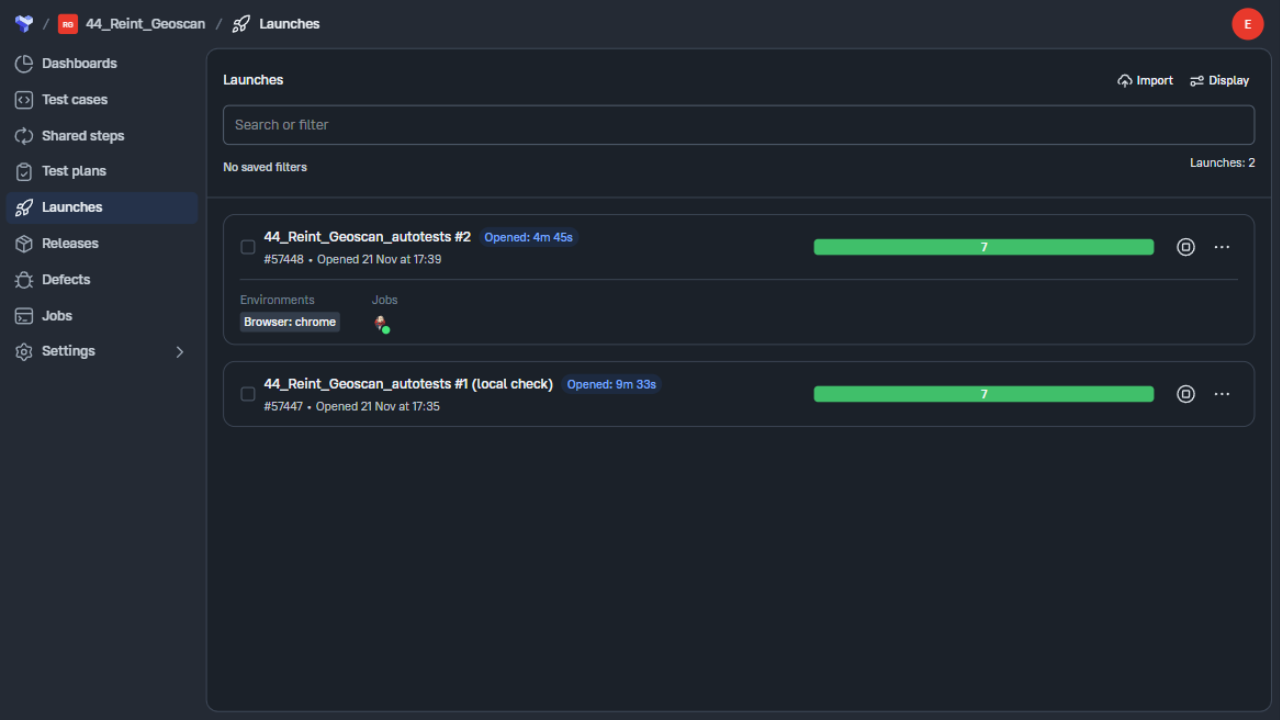 / RG 44_Reint_Geoscan / Launches
E
Dashboards
Test cases
Shared steps
Test plans
Launches
Releases
Defects
Jobs
Settings
Launches
Import
Display
Search or filter
No saved filters
Launches: 2
44_Reint_Geoscan_autotests #2 Opened: 4m 45s
#57448 • Opened 21 Nov at 17:39
7
Environments
Jobs
Browser: chrome
44_Reint_Geoscan_autotests #1 (local check) Opened: 9m 33s
#57447 • Opened 21 Nov at 17:35
7